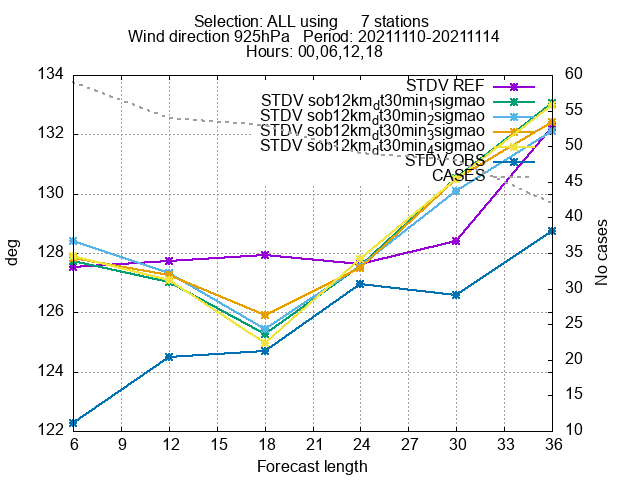 Selection: ALL using 7 stations
Wind direction 925hPa Period: 20211110-20211114
Hours: 00,06,12,18
134 60
STDV REF
STDV sob12km_dt30min_1sigmao
STDV sob12km_dt30min_2sigmao
STDV sob12km_dt30min_3sigmao
STDV sob12km_dt30min_4sigmao
STDV OBS
CASES
132
130
128
126
124
122
55
50
45
40
35
30
25
20
15
10
deg
No cases
6 9 12 15 18 21 24 27 30 33 36
Forecast length